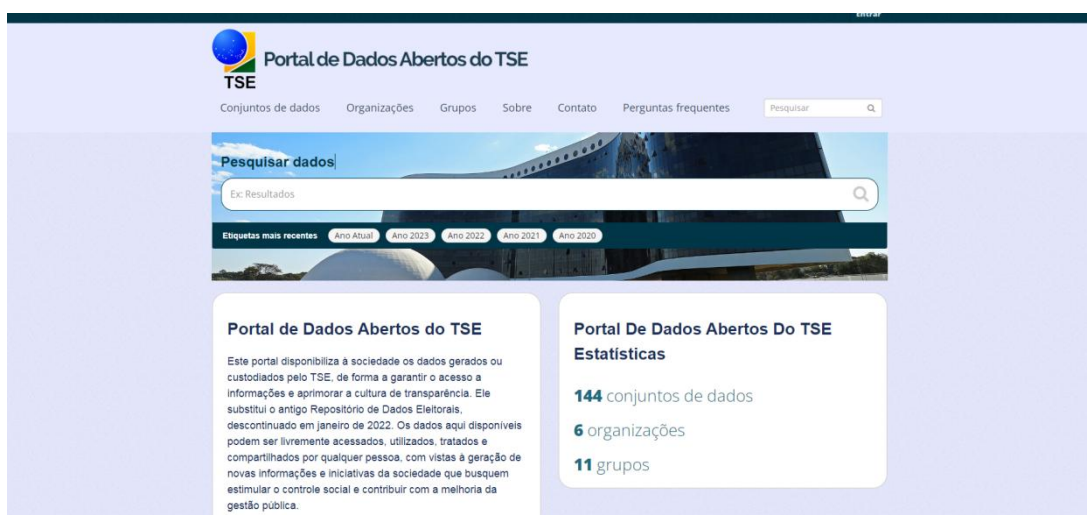 Entrar
Portal de Dados Abertos do TSE
TSE
Conjuntos de dados Organizações Grupos Sobre Contato Perguntas frequentes Pesquisar
Pesquisar dados
Ex: Resultados
Etiquetas mais recentes Ano Atual Ano 2023 Ano 2022 Ano 2021 Ano 2020
Portal de Dados Abertos do TSE
Este portal disponibiliza à sociedade os dados gerados ou
custodiados pelo TSE, de forma a garantir o acesso a
informações e aprimorar a cultura de transparência. Ele
substitui o antigo Repositório de Dados Eleitorais,
descontinuado em janeiro de 2022. Os dados aqui disponíveis
podem ser livremente acessados, utilizados, tratados e
compartilhados por qualquer pessoa, com vistas à geração de
novas informações e iniciativas da sociedade que busquem
estimular o controle social e contribuir com a melhoria da
gestão pública.
Portal De Dados Abertos Do TSE
Estatísticas
144 conjuntos de dados
6 organizações
11 grupos